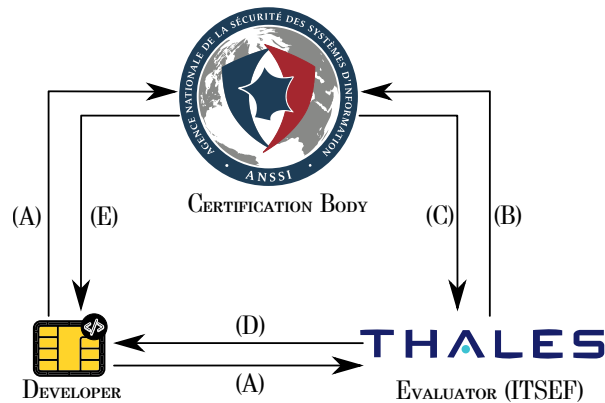 AGENCE NATIONALE DE LA SÉCURITÉ DES SYSTÈMES D'INFORMATION
• ANSSI •
CERTIFICATION BODY
(A)
(E)
(C)
(B)
</>
(D)
THALES
(A)
DEVELOPER
EVALUATOR (ITSEF)